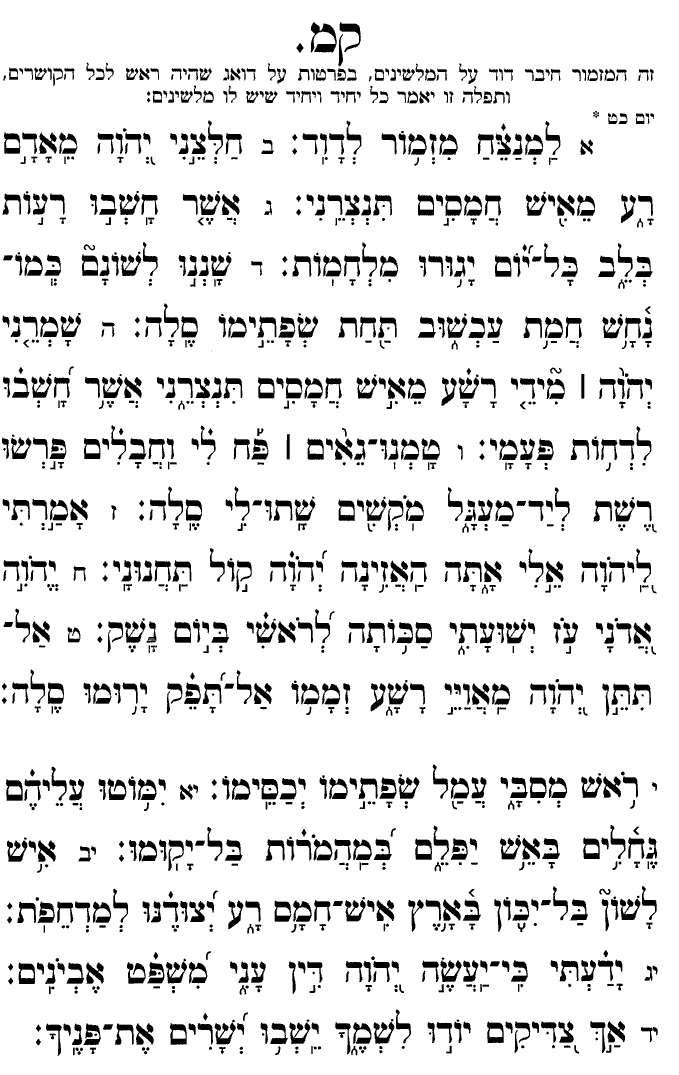 קמ.
זה המזמור חיבר דוד על המלשינים, בפרטות על דואג שהיה ראש לכל הקושרים,
ותפלה זו יאמר כל יחיד ויחיד שיש לו מלשינים:
יום כט *
א לַמְנַצֵּחַ מִזְמוֹר לְדָוִד: ב חַלְּצֵנִי יְהֹוָה מֵאָדָם
רָע מֵאִישׁ חֲמָסִים תִּנְצְרֵנִי: ג אֲשֶׁר חָשְׁבוּ רָעוֹת
בְּלֵב כָּל־יוֹם יָגוּרוּ מִלְחָמוֹת: ד שָׁנְנוּ לְשׁוֹנָם כְּמוֹ־
נָחָשׁ חֲמַת עַכְשׁוּב תַּחַת שְׂפָתֵימוֹ סֶלָה: ה שָׁמְרֵנִי
יְהֹוָה | מִידֵי רָשָׁע מֵאִישׁ חֲמָסִים תִּנְצְרֵנִי אֲשֶׁר חָשְׁבוּ
לִדְחוֹת פְּעָמָי: ו טָמְנוּ־גֵאִים | פַּח לִי וַחֲבָלִים פָּרְשׂוּ
רֶשֶׁת לְיַד־מַעְגָּל מֹקְשִׁים שָׁתוּ־לִי סֶלָה: ז אָמַרְתִּי
לַיהֹוָה אֵלִי אָתָּה הַאֲזִינָה יְהֹוָה קוֹל תַּחֲנוּנָי: ח יֱהֹוִה
אֲדֹנָי עֹז יְשׁוּעָתִי סַכּוֹתָה לְרֹאשִׁי בְּיוֹם נָשֶׁק: ט אַל־
תִּתֵּן יְהֹוָה מַאֲוַיֵּי רָשָׁע זְמָמוֹ אַל־תָּפֵק יָרוּמוּ סֶלָה:
י רֹאשׁ מְסִבָּי עֲמַל שְׂפָתֵימוֹ יְכַסֵּימוֹ: יא יִמּוֹטוּ עֲלֵיהֶם
גֶּחָלִים בָּאֵשׁ יַפִּלֵם בְּמַהֲמֹרוֹת בַּל־יָקוּמוּ: יב אִישׁ
לָשׁוֹן בַּל־יִכּוֹן בָּאָרֶץ אִישׁ־חָמָס רָע יְצוּדֶנּוּ לְמַדְחֵפֹת:
יג יָדַעְתִּי כִּי־יַעֲשֶׂה יְהֹוָה דִּין עָנִי מִשְׁפַּט אֶבְיֹנִים:
יד אַךְ צַדִּיקִים יוֹדוּ לִשְׁמֶךָ יֵשְׁבוּ יְשָׁרִים אֶת־פָּנֶיךָ: